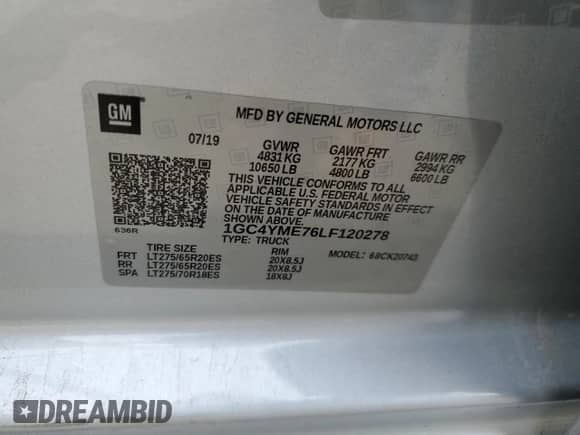 GM
MFD BY GENERAL MOTORS LLC
07/19 GVWR GAWR FRT GAWR RR
4831 KG 2177 KG 2994 KG
10650 LB 4800 LB 6600 LB
THIS VEHICLE CONFORMS TO ALL
APPLICABLE U.S. FEDERAL MOTOR
VEHICLE SAFETY STANDARDS IN
EFFECT ON THE DATE OF MANUFACTURE
SHOWN ABOVE.
636R
1GC4YME76LF120278
TYPE: TRUCK MODEL: 68CK20743
TIRE SIZE RIM
FRT LT275/65R20ES 20X8.5J
RR LT275/65R20ES 20X8.5J
SPA LT275/70R18ES 18X8J
DREAMBID